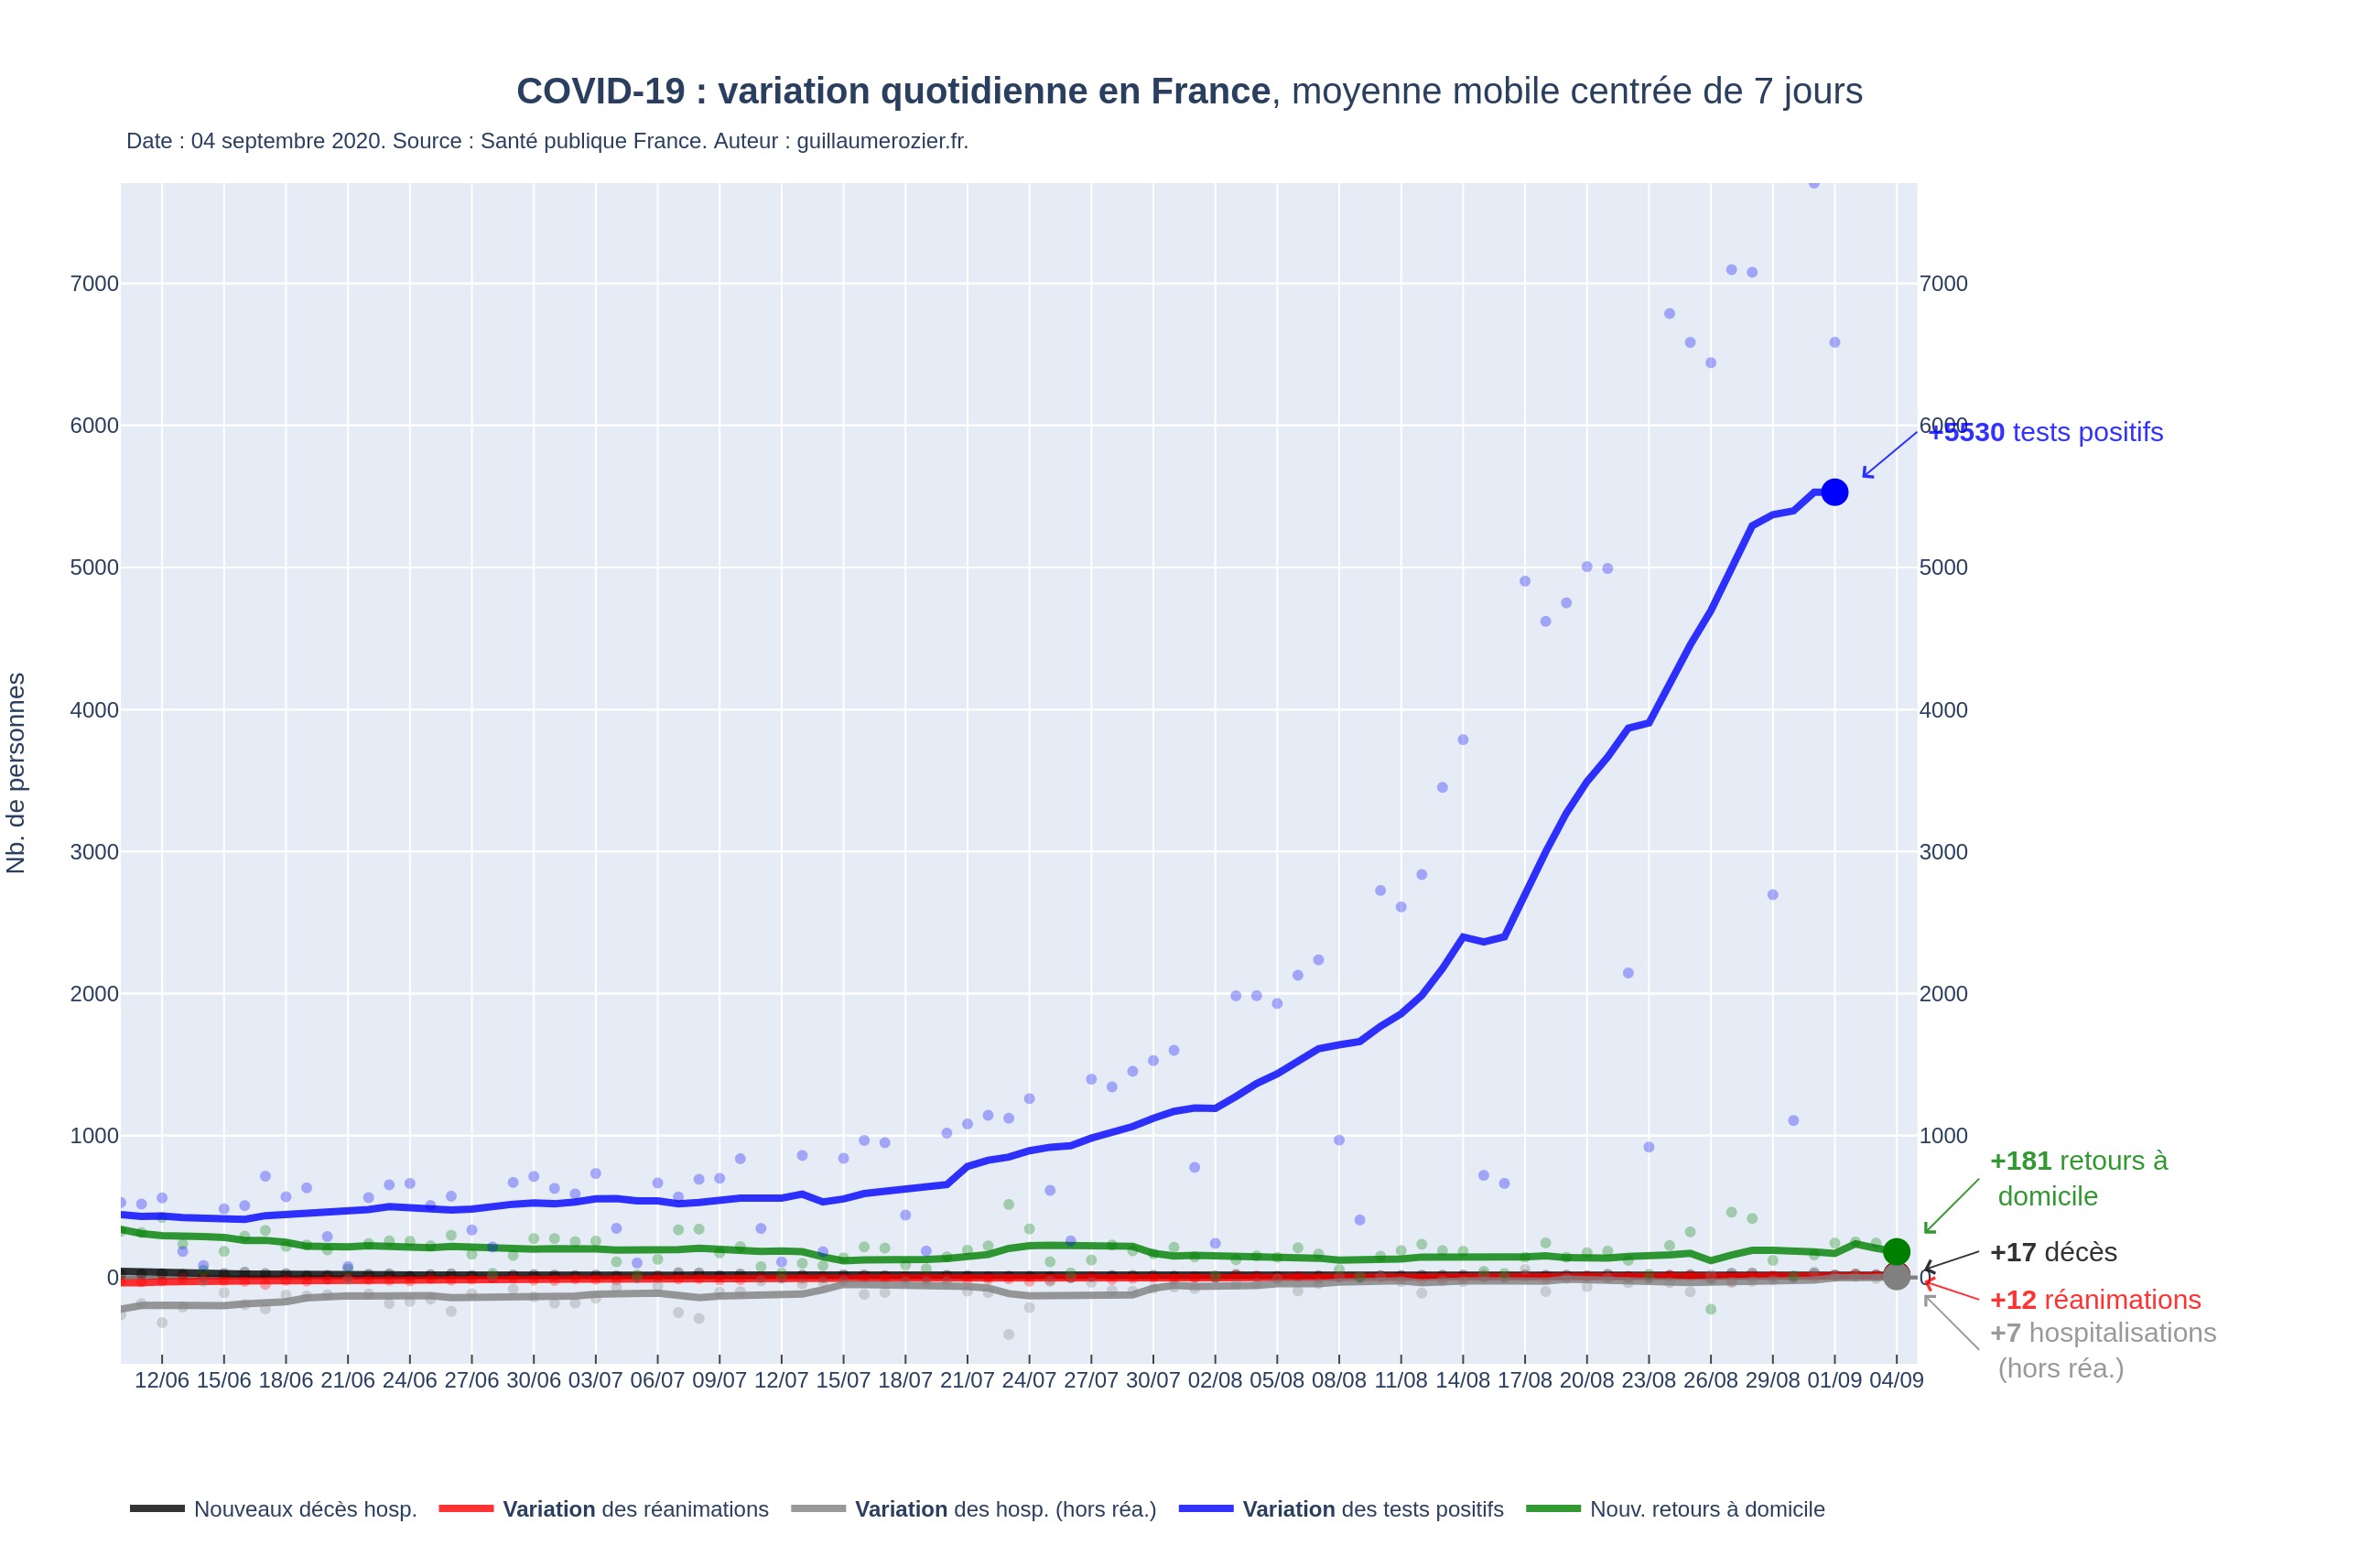 COVID-19 : variation quotidienne en France, moyenne mobile centrée de 7 jours
Date : 04 septembre 2020. Source : Santé publique France. Auteur : guillaumerozier.fr.
Nb. de personnes
7000
6000
5000
4000
3000
2000
1000
0
7000
6000
5000
4000
3000
2000
1000
0
+5530 tests positifs
+181 retours à
domicile
+17 décès
+12 réanimations
+7 hospitalisations
(hors réa.)
12/06 15/06 18/06 21/06 24/06 27/06 30/06 03/07 06/07 09/07 12/07 15/07 18/07 21/07 24/07 27/07 30/07 02/08 05/08 08/08 11/08 14/08 17/08 20/08 23/08 26/08 29/08 01/09 04/09
Nouveaux décès hosp. Variation des réanimations Variation des hosp. (hors réa.) Variation des tests positifs Nouv. retours à domicile